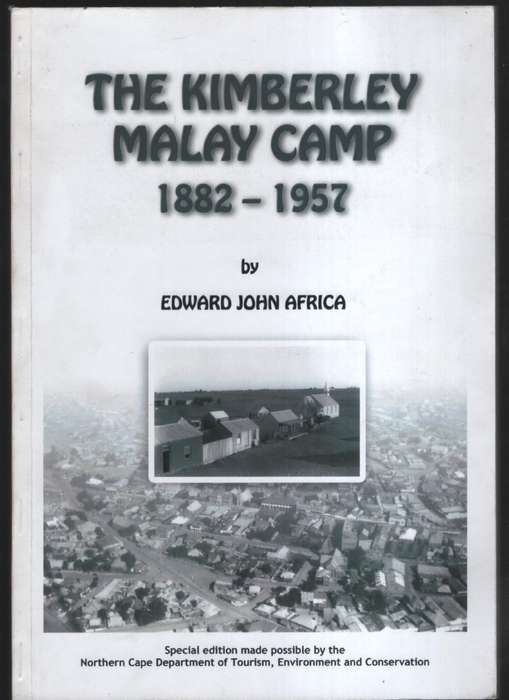 THE KIMBERLEY
MALAY CAMP
1882 – 1957
by
EDWARD JOHN AFRICA
Special edition made possible by the
Northern Cape Department of Tourism, Environment and Conservation